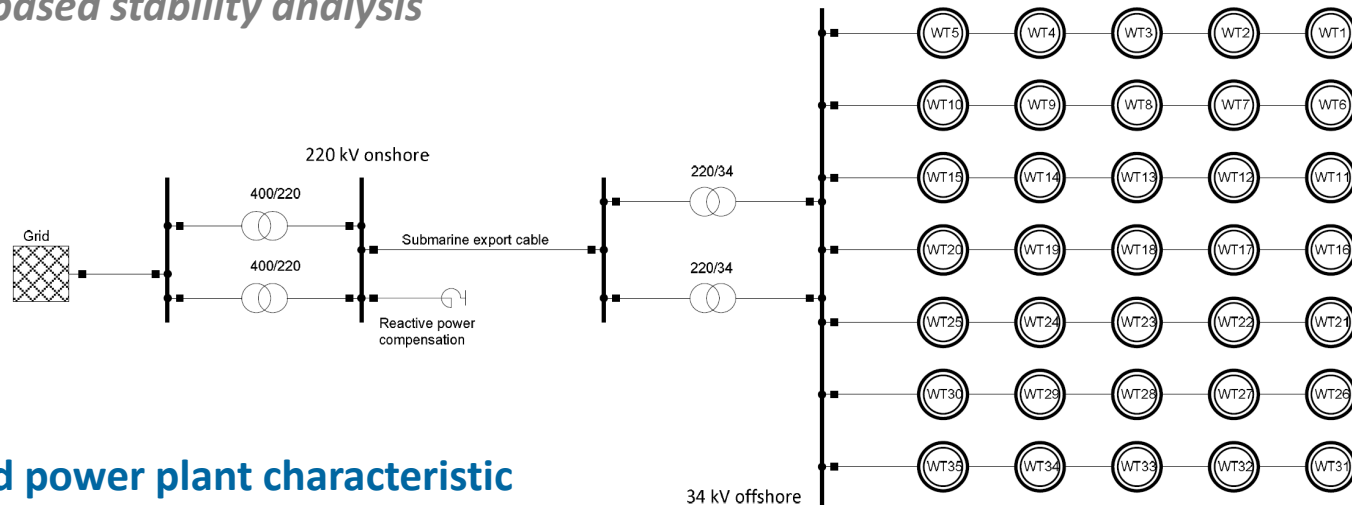 based stability analysis
WT5 WT4 WT3 WT2 WT1
WT10 WT9 WT8 WT7 WT6
220 kV onshore
400/220
220/34
WT15 WT14 WT13 WT12 WT11
Grid
Submarine export cable
WT20 WT19 WT18 WT17 WT16
400/220
220/34
Reactive power
compensation
WT25 WT24 WT23 WT22 WT21
WT30 WT29 WT28 WT27 WT26
d power plant characteristic
WT35 WT34 WT33 WT32 WT31
34 kV offshore